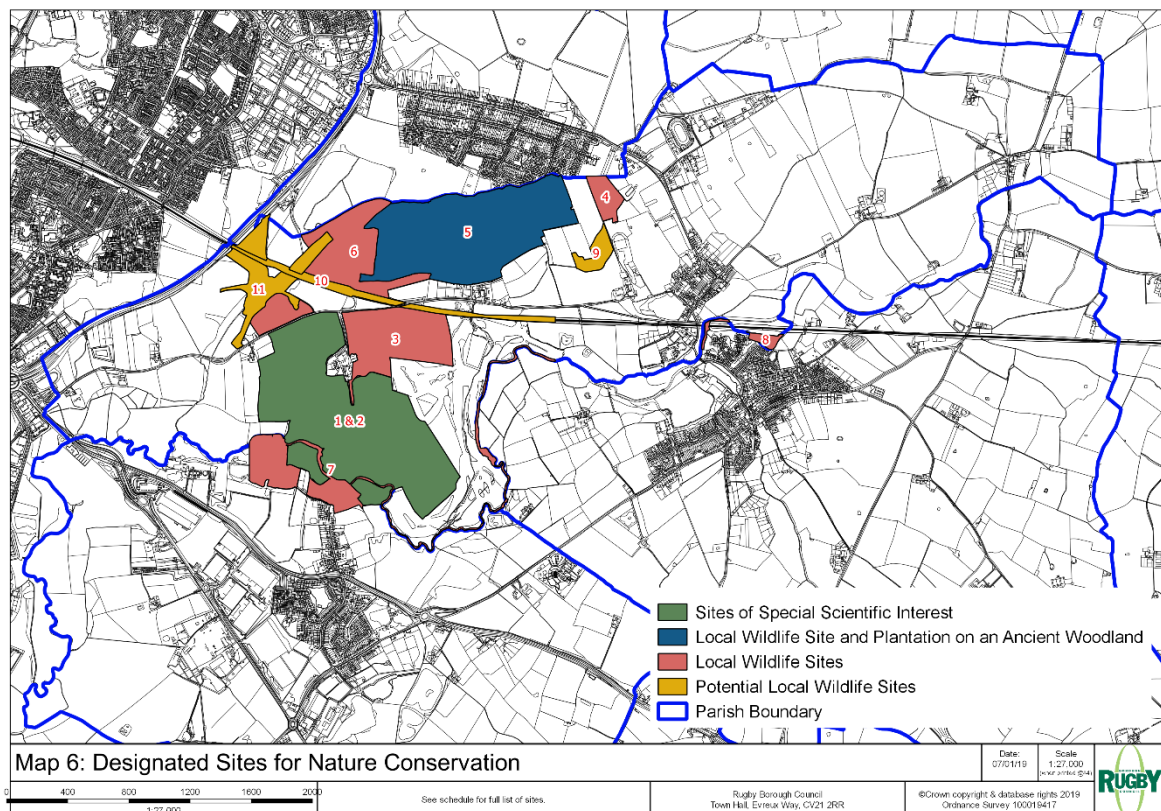 4
5
9
6
11
10
3
8
1 & 2
7
Sites of Special Scientific Interest
Local Wildlife Site and Plantation on an Ancient Woodland
Local Wildlife Sites
Potential Local Wildlife Sites
Parish Boundary
Map 6: Designated Sites for Nature Conservation
Date:
07/01/19
Scale
1:27,000
0 400 800 1200 1600 2000
1:27,000
See schedule for full list of sites.
Rugby Borough Council
Town Hall, Evreux Way, CV21 2RR
©Crown copyright & database rights 2019
Ordnance Survey 100019417
RUGBY